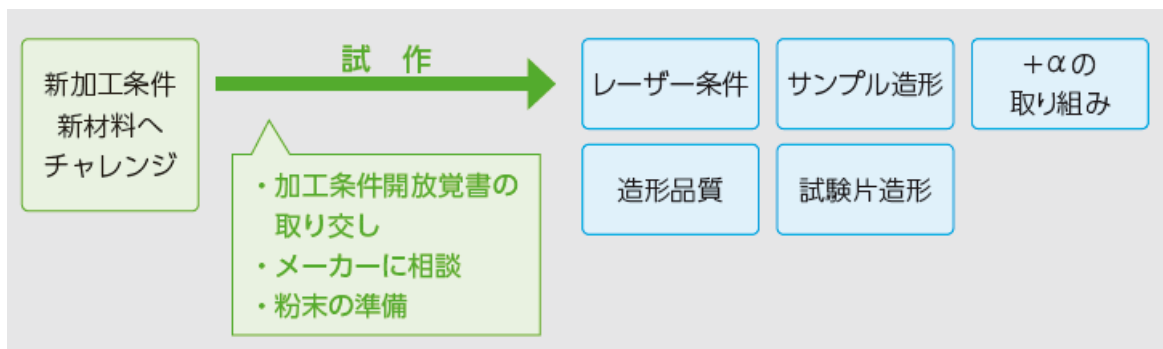 新加工条件
新材料へ
チャレンジ
試作
・加工条件開放覚書の
取り交し
・メーカーに相談
・粉末の準備
レーザー条件
サンプル造形
+αの
取り組み
造形品質
試験片造形